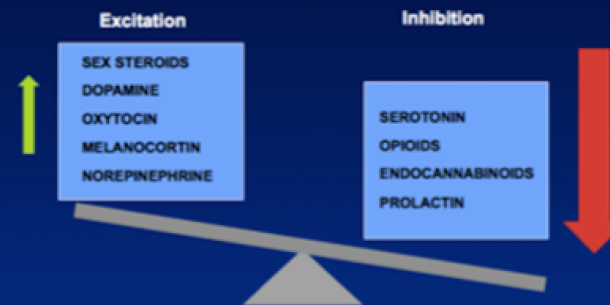 Excitation
SEX STEROIDS
DOPAMINE
OXYTOCIN
MELANOCORTIN
NOREPINEPHRINE
Inhibition
SEROTONIN
OPIOIDS
ENDOCANNABINOIDS
PROLACTIN